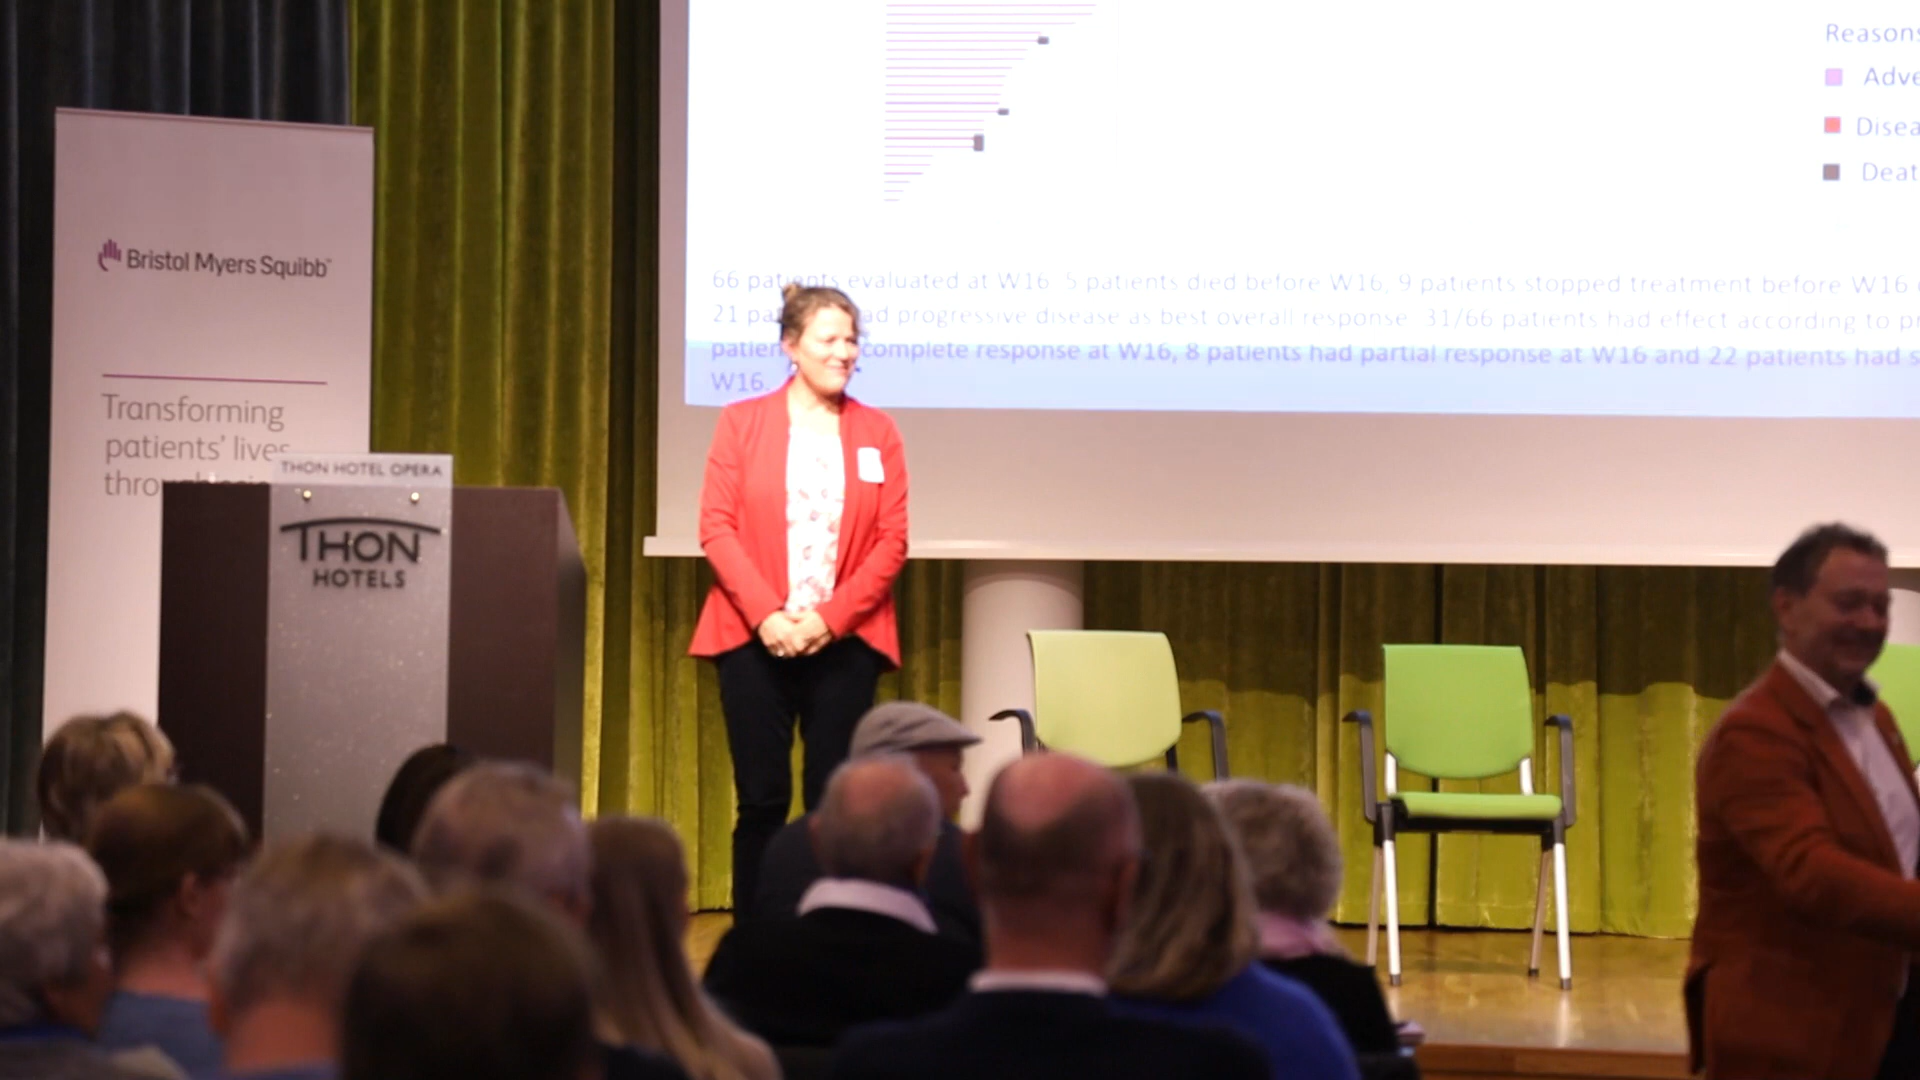 Reasons
Adve
Disea
Deat
66 patients evaluated at W16 5 patients died before W16, 9 patients stopped treatment before W16
21 pa ad progressive disease as best overall response 31/66 patients had effect according to pr
patien complete response at W16, 8 patients had partial response at W16 and 22 patients had s
W16.
Bristol Myers Squibb™
Transforming
patients' lives
through
THON HOTEL OPERA
THON
HOTELS